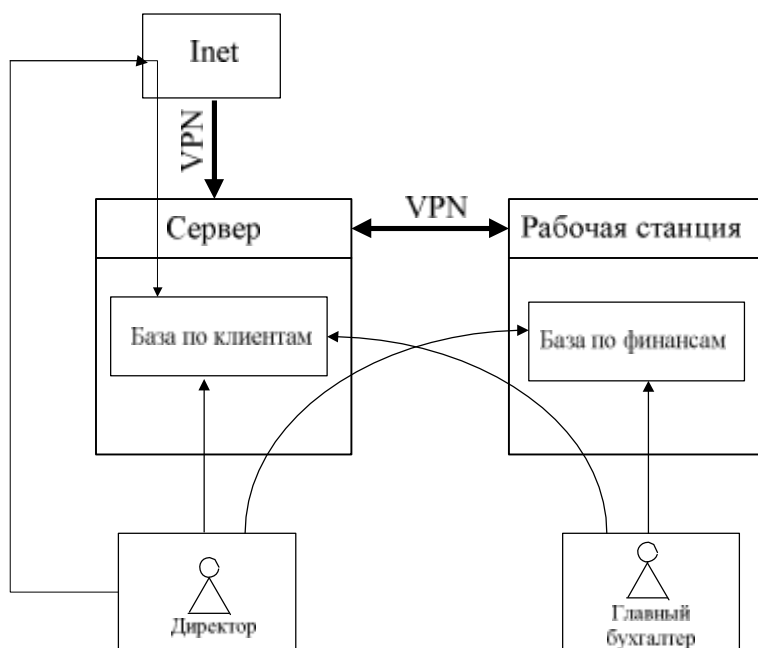 Inet
VPN
VPN
Сервер
Рабочая станция
База по клиентам
База по финансам
Директор
Главный
бухгалтер